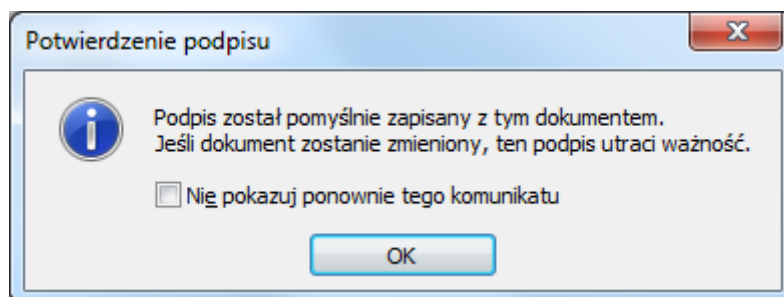 Potwierdzenie podpisu
Podpis został pomyślnie zapisany z tym dokumentem.
Jeśli dokument zostanie zmieniony, ten podpis utraci ważność.
Nie pokazuj ponownie tego komunikatu
OK